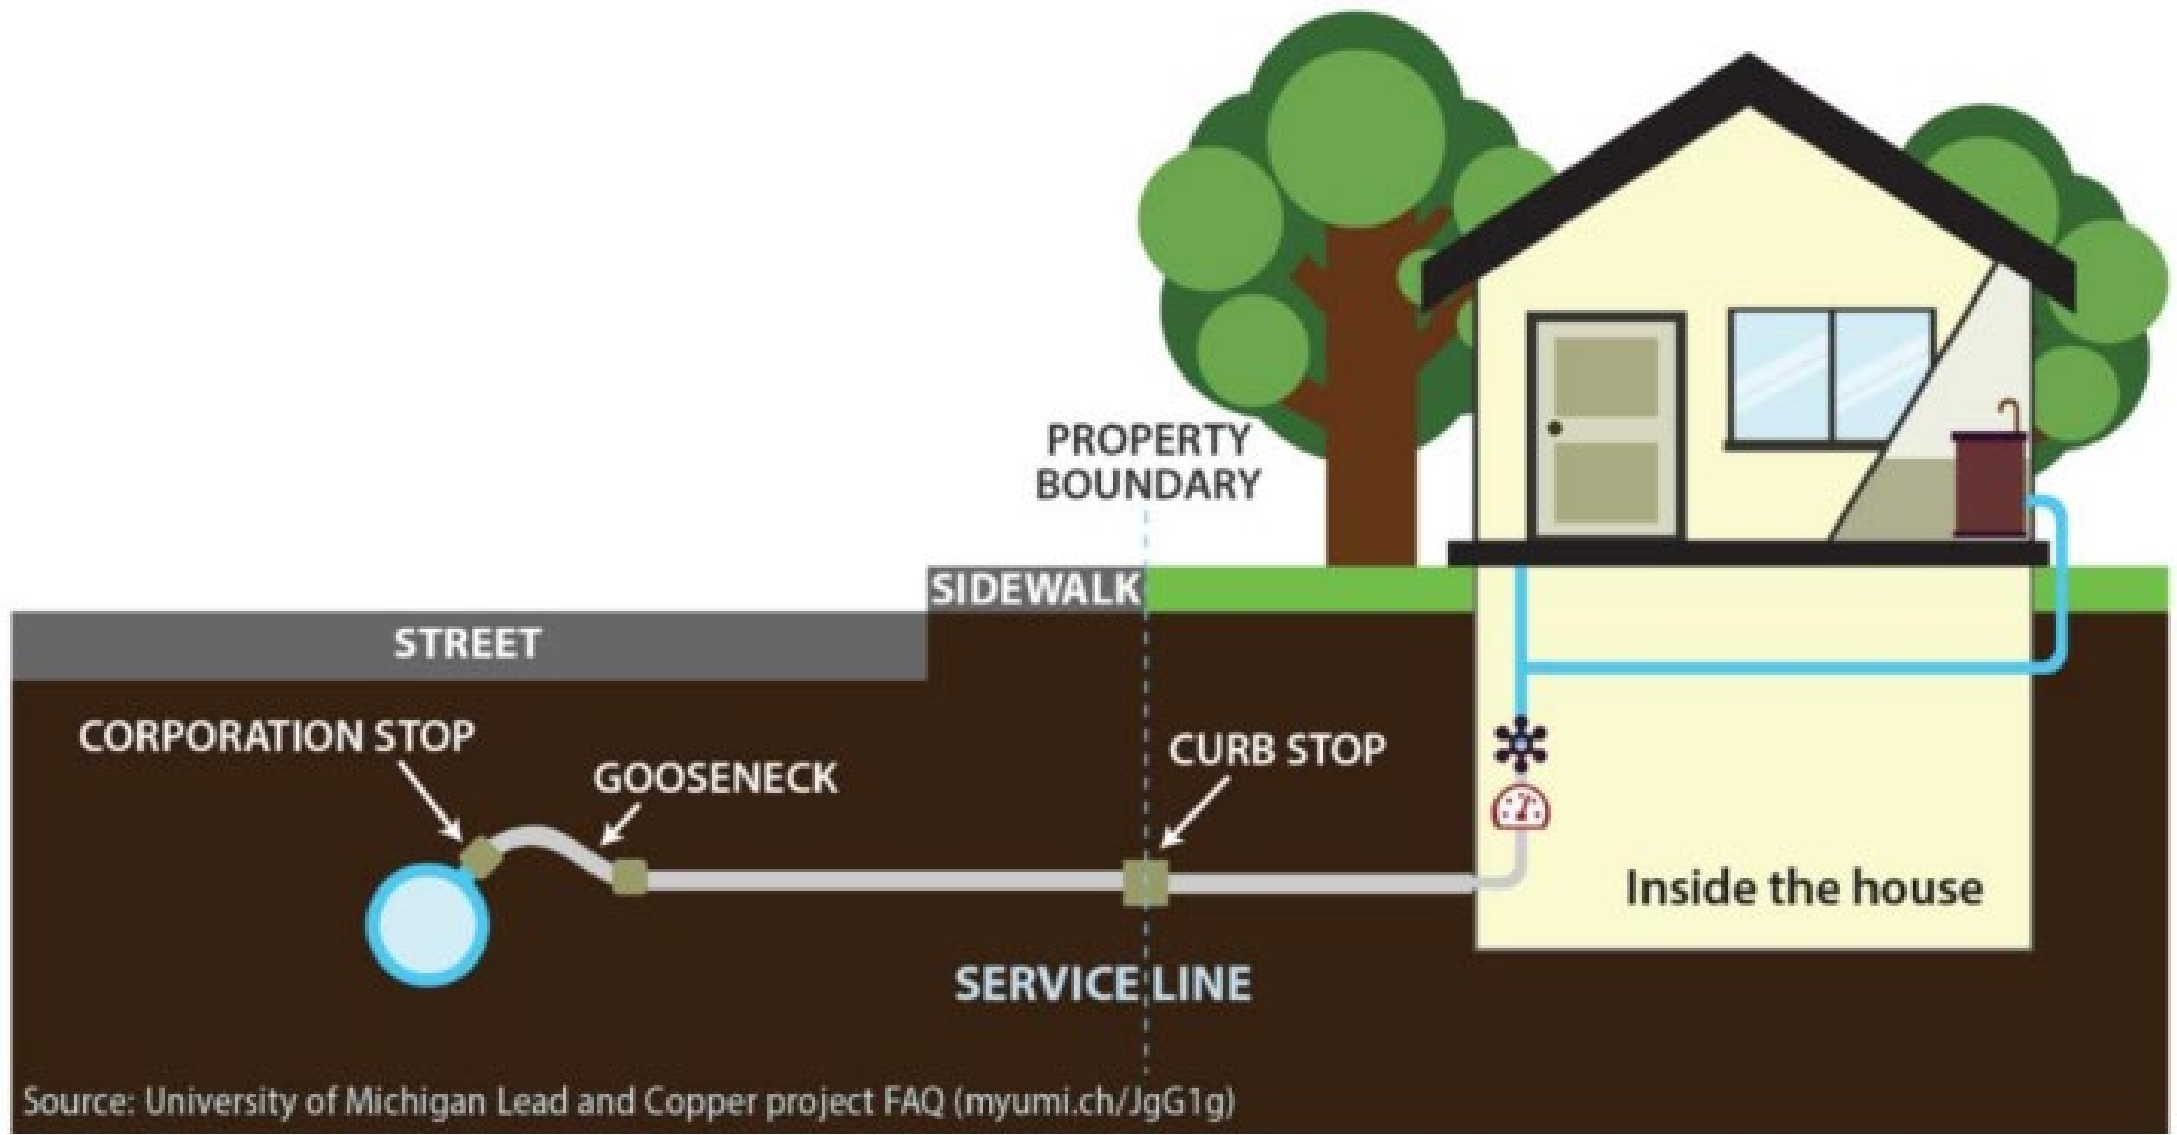 PROPERTY
BOUNDARY
SIDEWALK
STREET
CORPORATION STOP
GOOSENECK
CURB STOP
Inside the house
SERVICE LINE
Source: University of Michigan Lead and Copper project FAQ (myumi.ch/JgG1g)